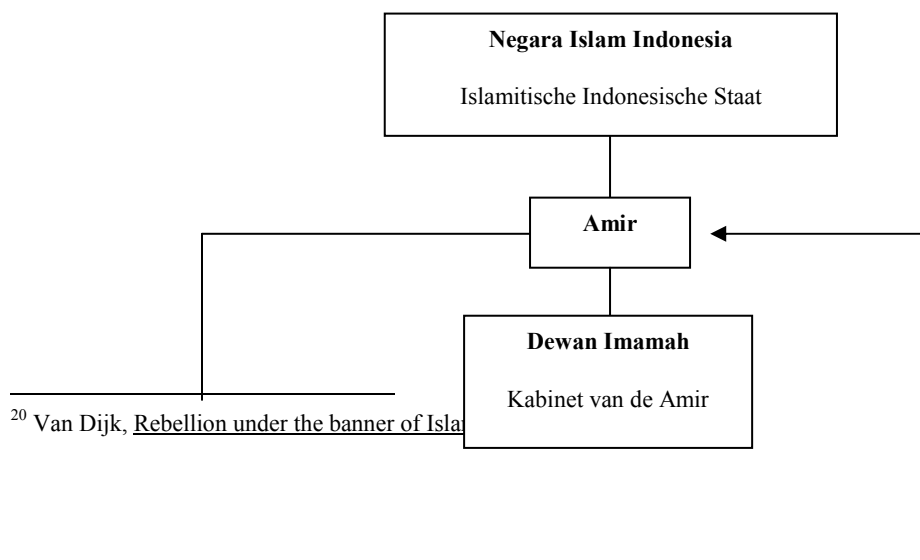 Negara Islam Indonesia
Islamitische Indonesische Staat
Amir
Dewan Imamah
Kabinet van de Amir
20 Van Dijk, Rebellion under the banner of